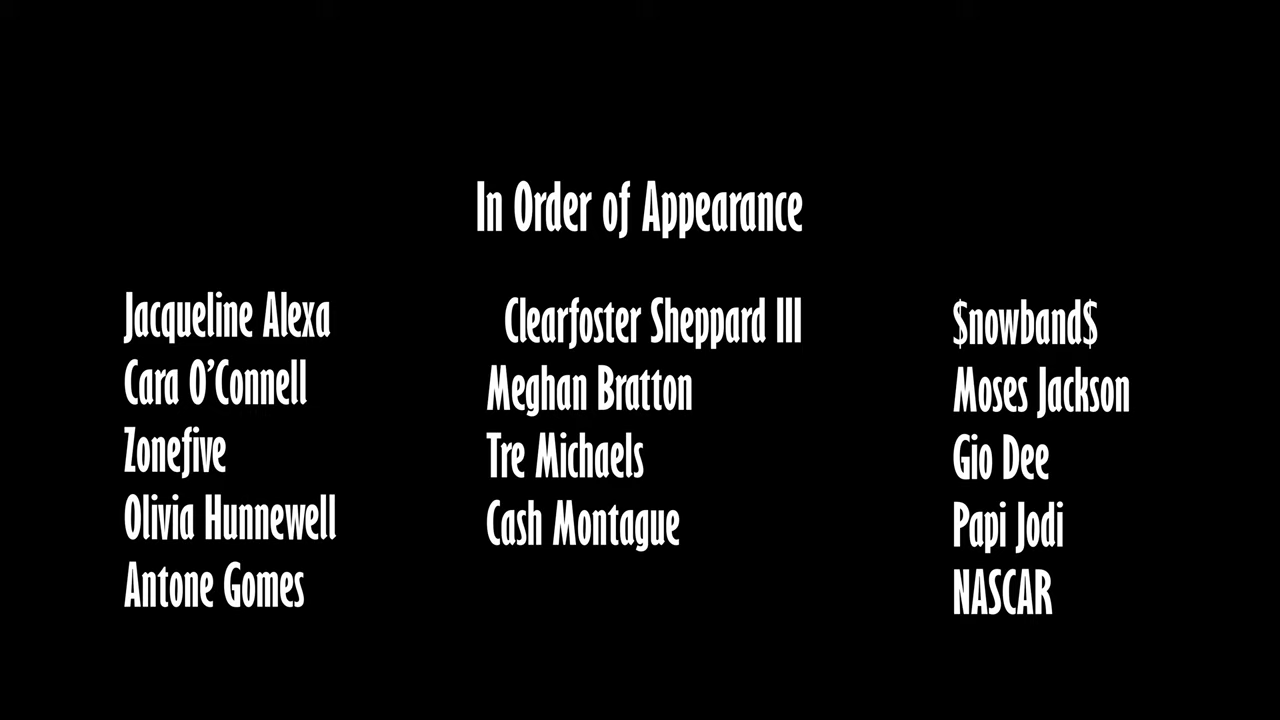 In Order of Appearance
Jacqueline Alexa
Cara O'Connell
Zonefive
Olivia Hunnewell
Antone Gomes
Clearfoster Sheppard III
Meghan Bratton
Tre Michaels
Cash Montague
$nowband$
Moses Jackson
Gio Dee
Papi Jodi
NASCAR